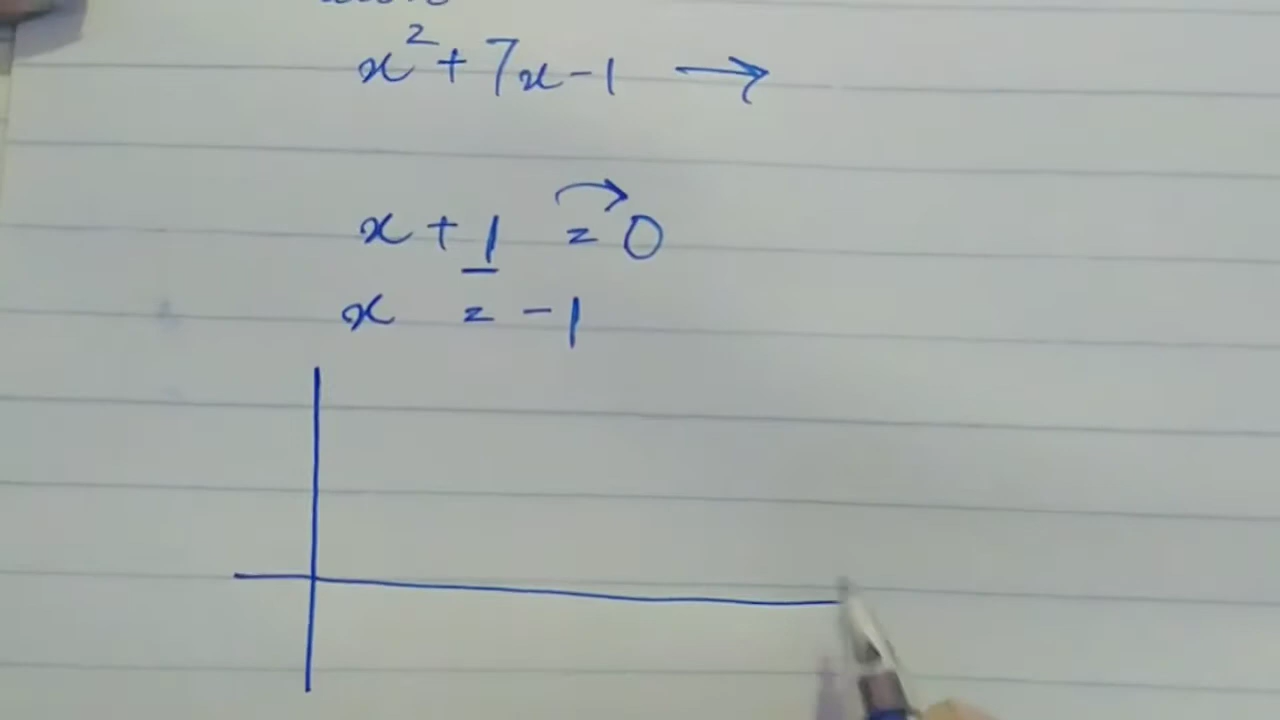 x² + 7x - 1 →
x + 1 = 0
x = -1